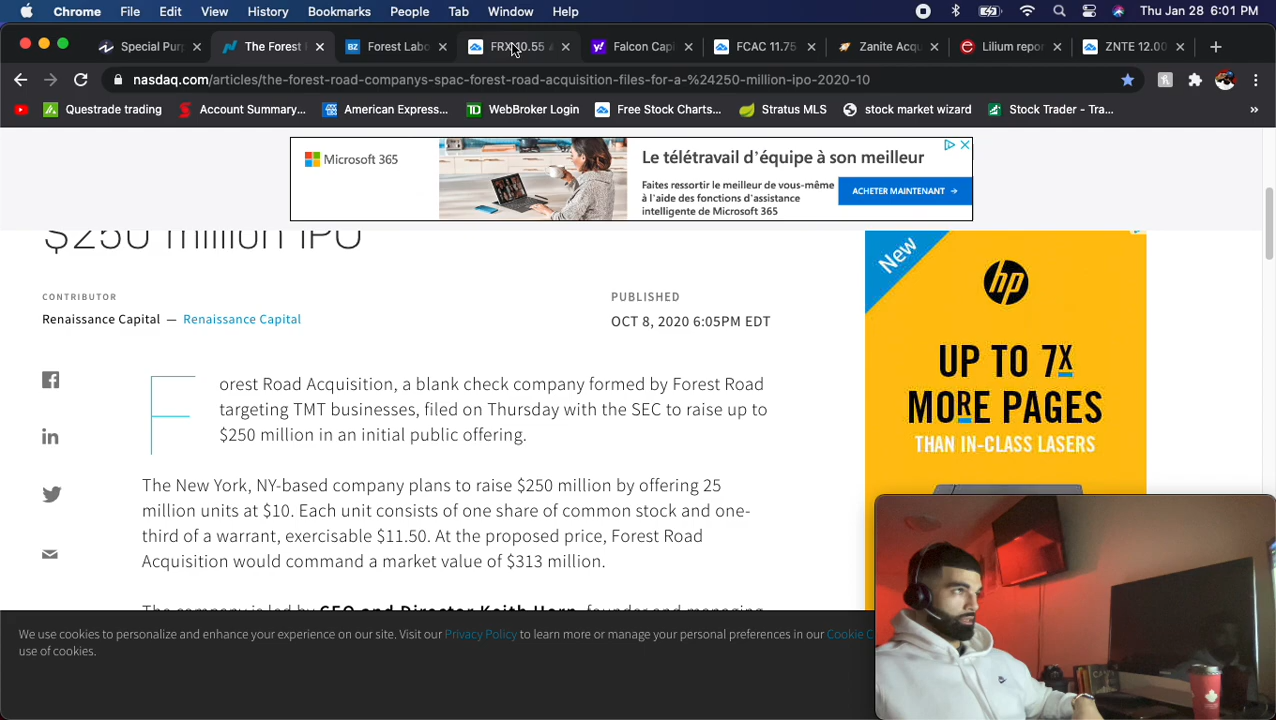 Chrome File Edit View History Bookmarks People Tab Window Help Thu Jan 28 6:01 PM
Special Purp × The Forest × Forest Labo × FRX 10.55 × Falcon Capi × FCAC 11.75 × Zanite Acqu × Lilium repor × ZNTE 12.00 × +
nasdaq.com/articles/the-forest-road-companys-spac-forest-road-acquisition-files-for-a-%24250-million-ipo-2020-10
Questrade trading Account Summary... American Express... WebBroker Login Free Stock Charts... Stratus MLS stock market wizard Stock Trader - Tra... »
Microsoft 365
Le télétravail d'équipe à son meilleur
Faites ressortir le meilleur de vous-même
à l'aide des fonctions d'assistance
intelligente de Microsoft 365
ACHETER MAINTENANT →
$250 million IPO
CONTRIBUTOR
Renaissance Capital — Renaissance Capital
PUBLISHED
OCT 8, 2020 6:05PM EDT
Forest Road Acquisition, a blank check company formed by Forest Road
targeting TMT businesses, filed on Thursday with the SEC to raise up to
$250 million in an initial public offering.
The New York, NY-based company plans to raise $250 million by offering 25
million units at $10. Each unit consists of one share of common stock and one-
third of a warrant, exercisable $11.50. At the proposed price, Forest Road
Acquisition would command a market value of $313 million.
The company is led by CEO and Director Keith Horn, founder and managing
New
hp
UP TO 7X
MORE PAGES
THAN IN-CLASS LASERS
We use cookies to personalize and enhance your experience on our site. Visit our Privacy Policy to learn more or manage your personal preferences in our Cookie C
use of cookies.